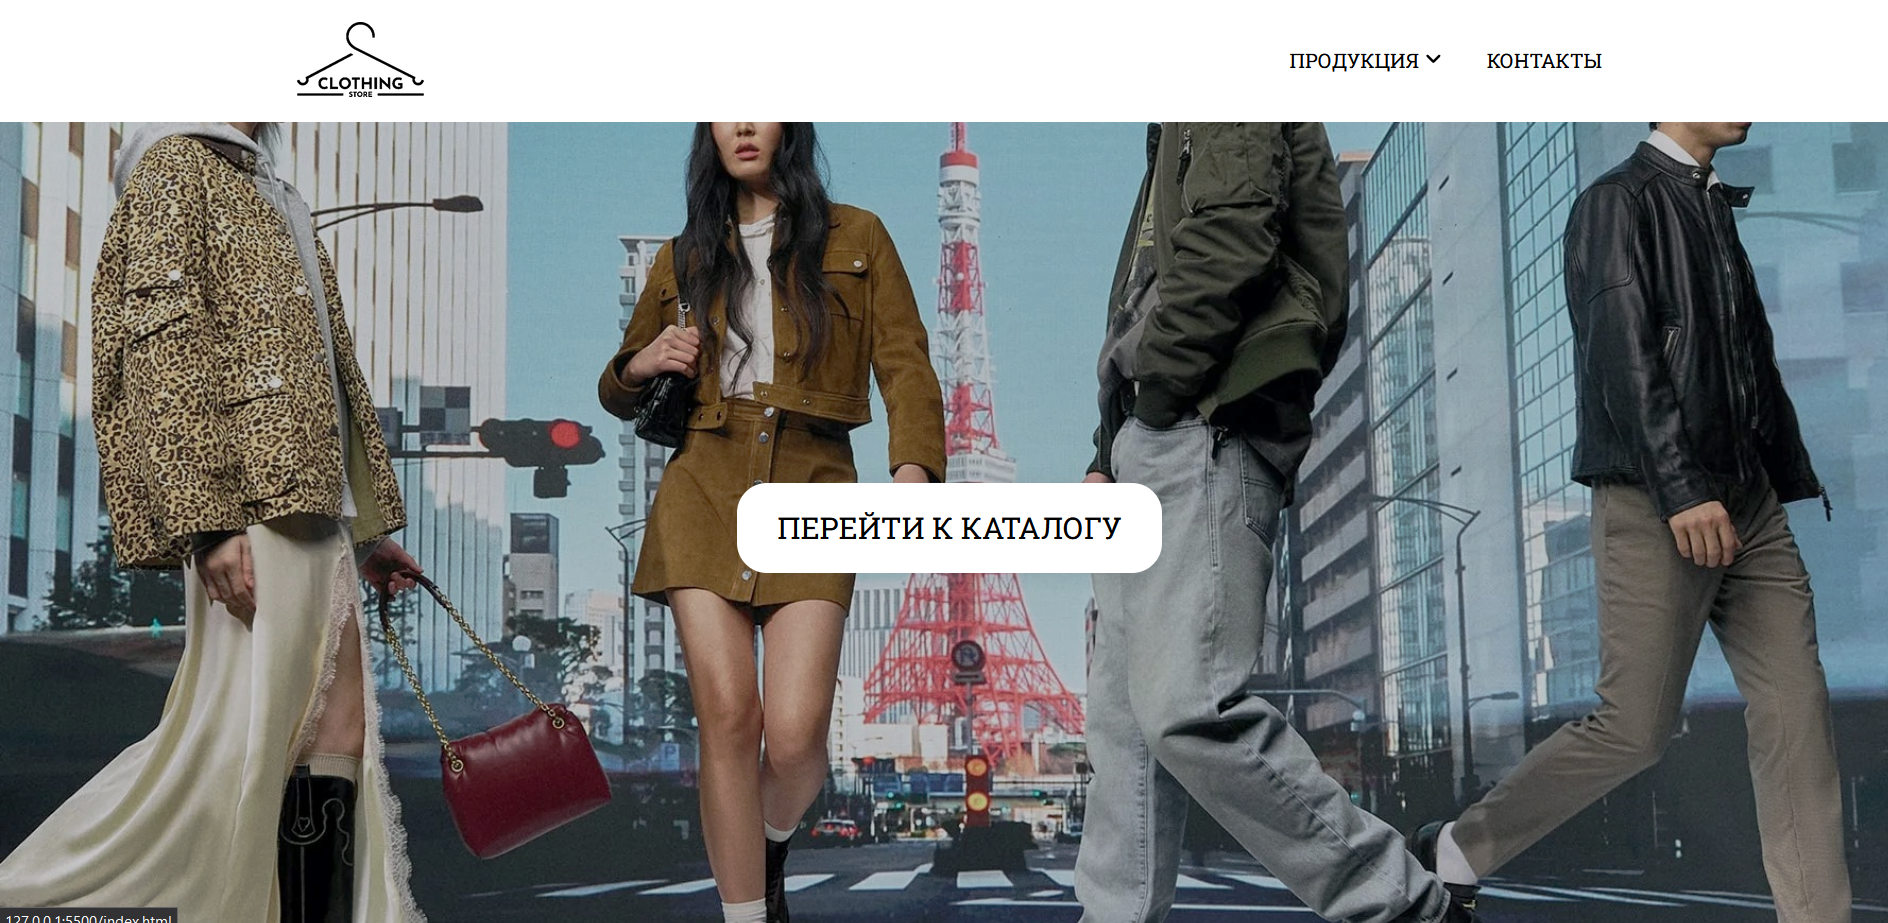 CLOTHING
STORE
ПРОДУКЦИЯ
КОНТАКТЫ
ПЕРЕЙТИ К КАТАЛОГУ
P
127.0.0.1:5500/index.html